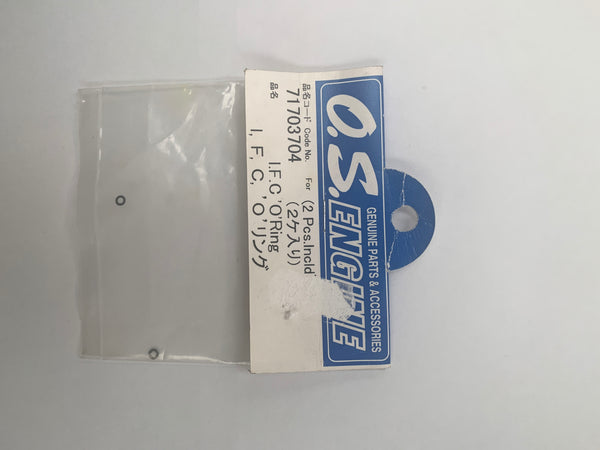 O.S. ENGINE
GENUINE PARTS & ACCESSORIES
品名コード Code No. For
71703704 (2 Pcs.Incld'
(2ケ入り)
品名 I.F.C 'O'Ring
I, F, C, 'O'リング